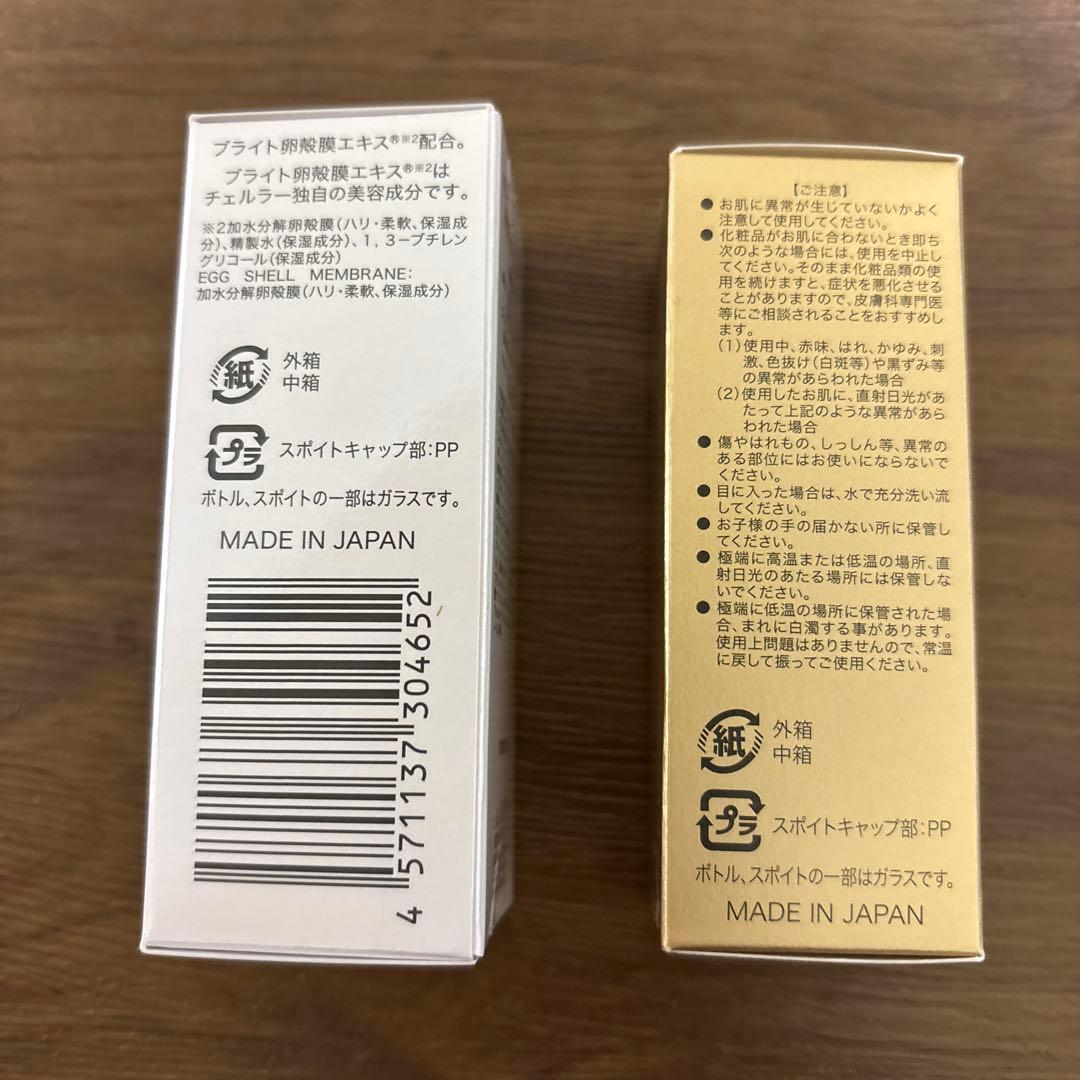 ブライト卵殻膜エキス®※2配合。
ブライト卵殻膜エキス®※2は
チェルラー独自の美容成分です。
※2加水分解卵殻膜(ハリ・柔軟、保湿成
分)、精製水(保湿成分)、1,3ーブチレン
グリコール(保湿成分)
EGG SHELL MEMBRANE:
加水分解卵殻膜(ハリ・柔軟、保湿成分)
紙
外箱
中箱
プラ
スポイトキャップ部:PP
ボトル、スポイトの一部はガラスです。
MADE IN JAPAN
4 571137 304652
【ご注意】
● お肌に異常が生じていないかよく
注意して使用してください。
● 化粧品がお肌に合わないとき即ち
次のような場合には、使用を中止し
てください。そのまま化粧品類の使
用を続けますと、症状を悪化させる
ことがありますので、皮膚科専門医
等にご相談されることをおすすめし
ます。
(1)使用中、赤味、はれ、かゆみ、刺
激、色抜け(白斑等)や黒ずみ等
の異常があらわれた場合
(2)使用したお肌に、直射日光があ
たって上記のような異常があら
われた場合
● 傷やはれもの、しっしん等、異常の
ある部位にはお使いにならないで
ください。
● 目に入った場合は、水で充分洗い流
してください。
● お子様の手の届かない所に保管し
てください。
● 極端に高温または低温の場所、直
射日光のあたる場所には保管しな
いでください。
● 極端に低温の場所に保管された場
合、まれに白濁する事があります。
使用上問題はありませんので、常温
に戻して振ってご使用ください。
紙
外箱
中箱
プラ
スポイトキャップ部:PP
ボトル、スポイトの一部はガラスです。
MADE IN JAPAN